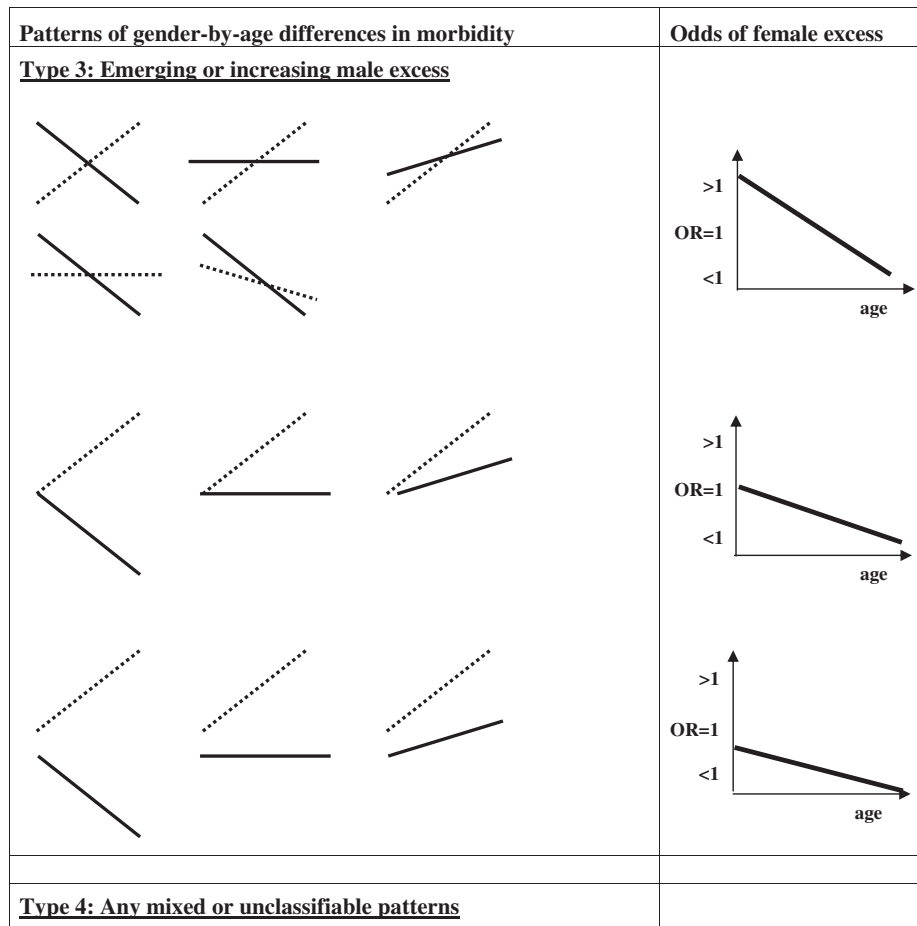 Patterns of gender-by-age differences in morbidity
Odds of female excess
Type 3: Emerging or increasing male excess
>1
OR=1
<1
age
>1
OR=1
<1
age
>1
OR=1
<1
age
Type 4: Any mixed or unclassifiable patterns